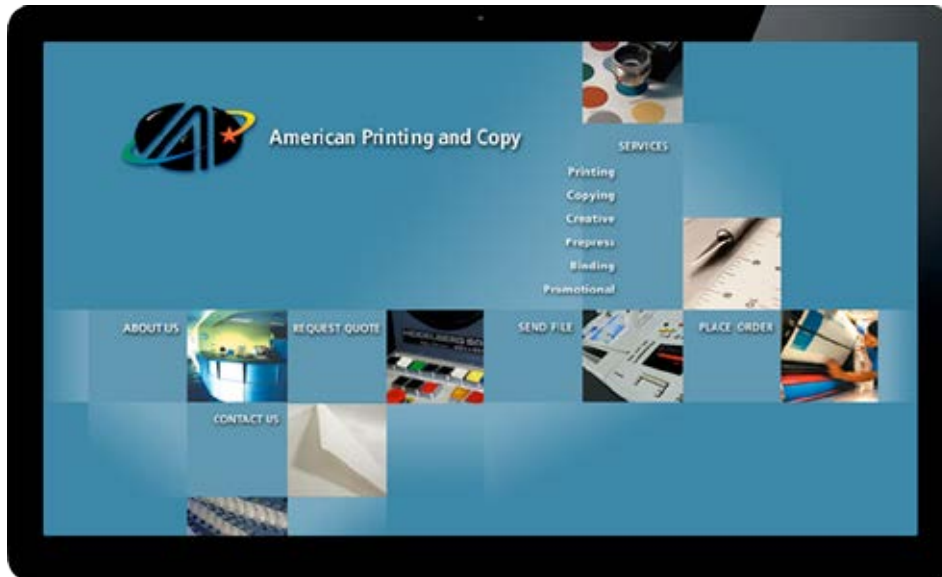 American Printing and Copy
SERVICES
Printing
Copying
Creative
Prepress
Binding
Promotional
ABOUT US
REQUEST QUOTE
HEIDELBERG
SEND FILE
PLACE ORDER
CONTACT US